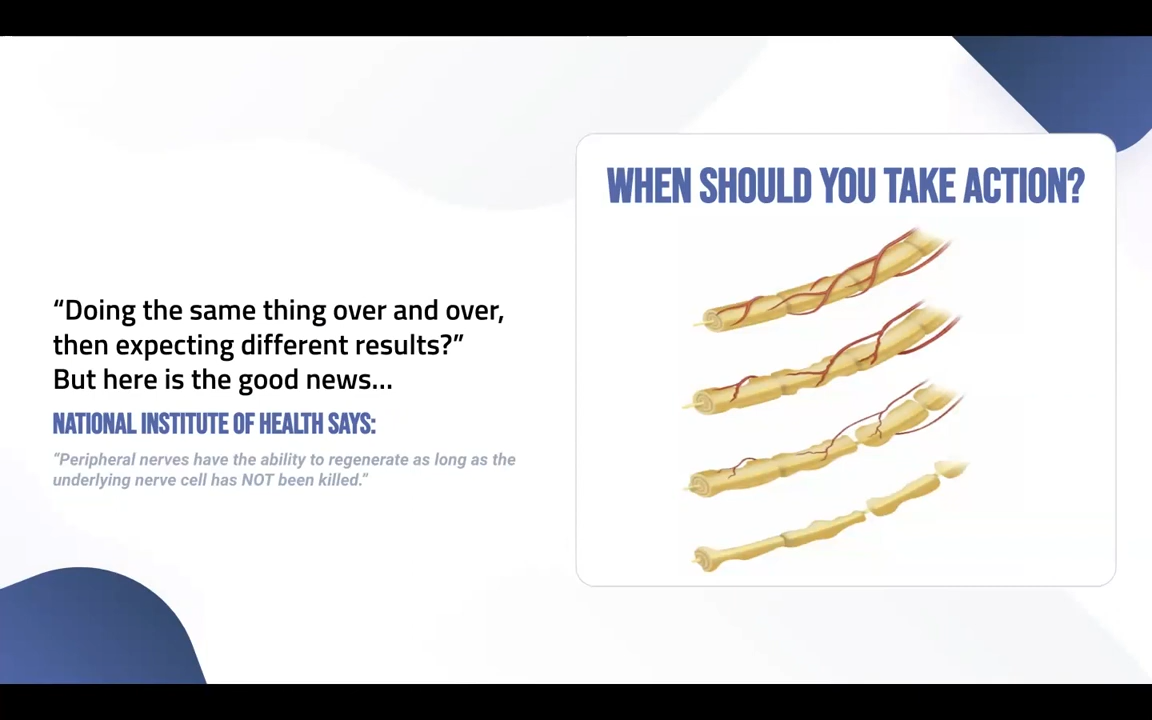 “Doing the same thing over and over,
then expecting different results?”
But here is the good news...
NATIONAL INSTITUTE OF HEALTH SAYS:
“Peripheral nerves have the ability to regenerate as long as the
underlying nerve cell has NOT been killed.”
WHEN SHOULD YOU TAKE ACTION?